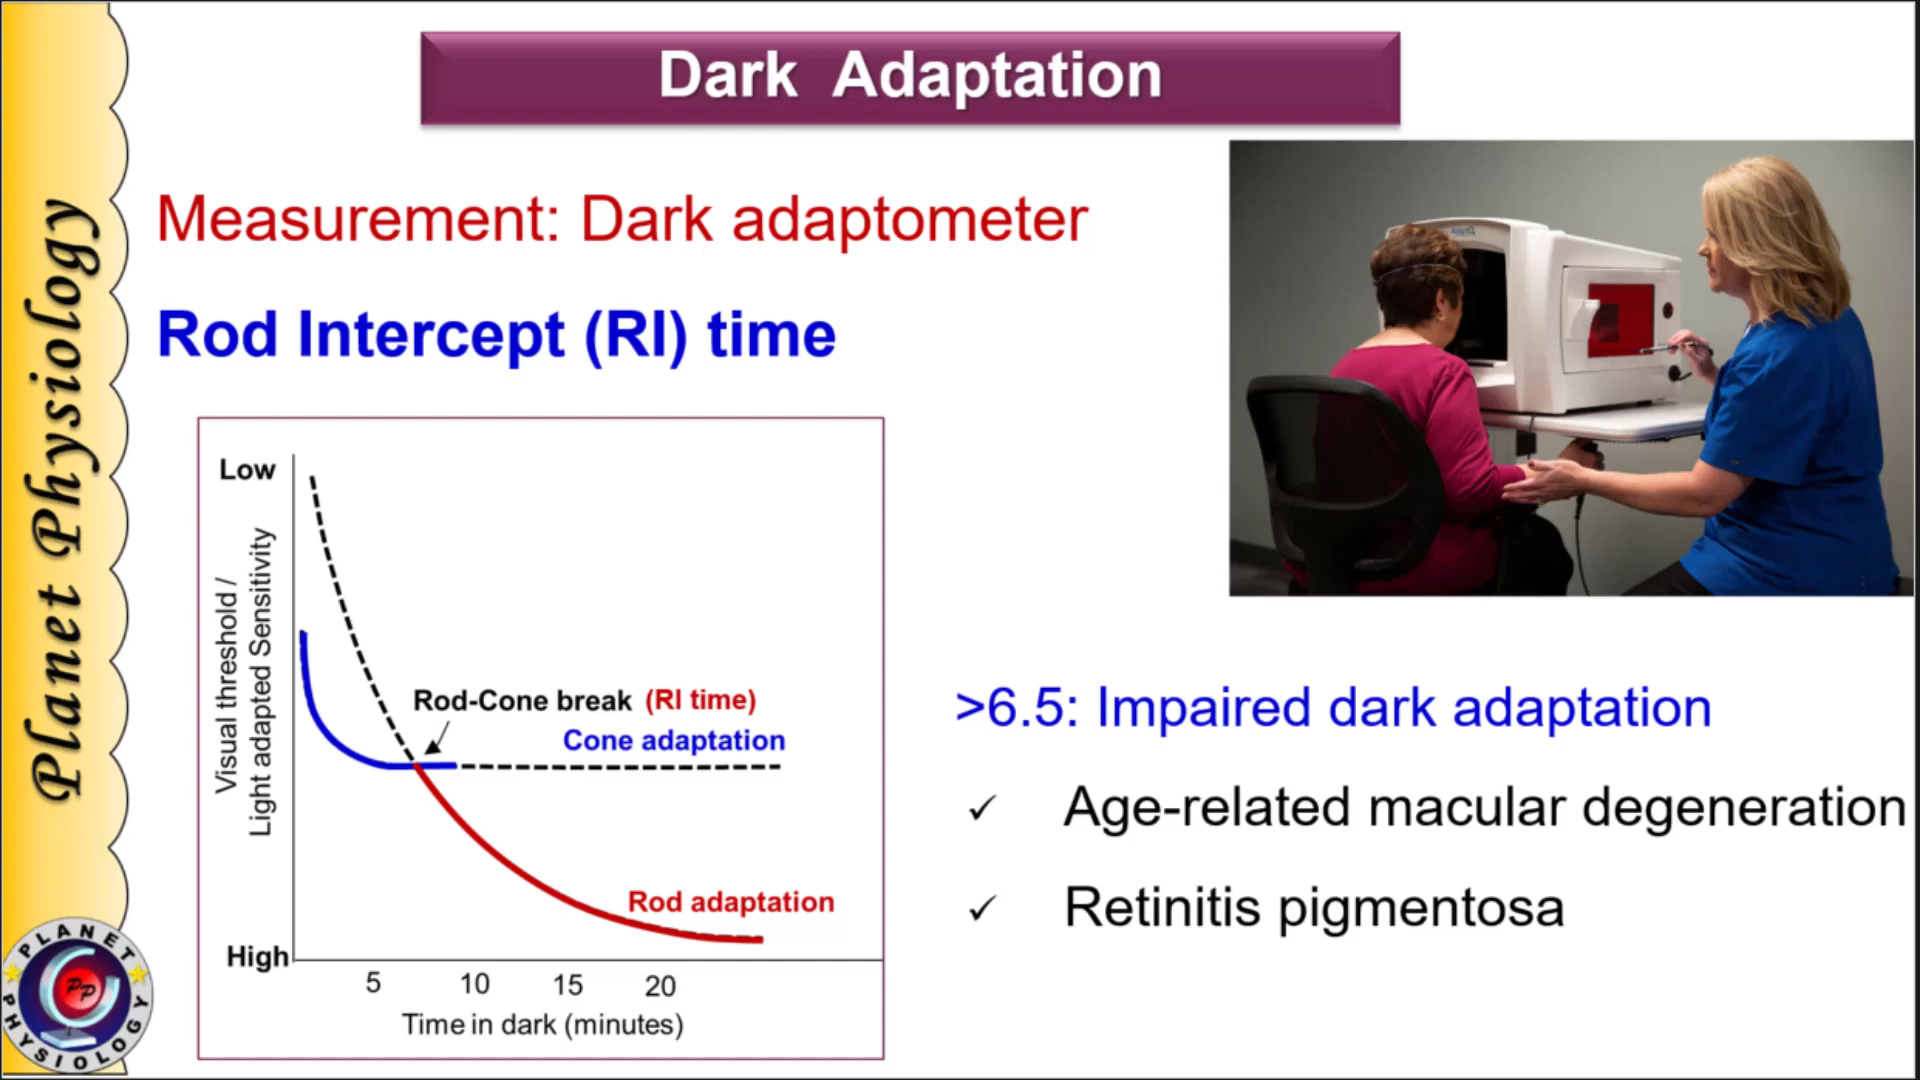 Dark Adaptation
Measurement: Dark adaptometer
Rod Intercept (RI) time
Low
Visual threshold /
Light adapted Sensitivity
Rod-Cone break (RI time)
Cone adaptation
Rod adaptation
High
5 10 15 20
Time in dark (minutes)
>6.5: Impaired dark adaptation
✓ Age-related macular degeneration
✓ Retinitis pigmentosa
Planet Physiology
PLANET
PP
PHYSIOLOGY